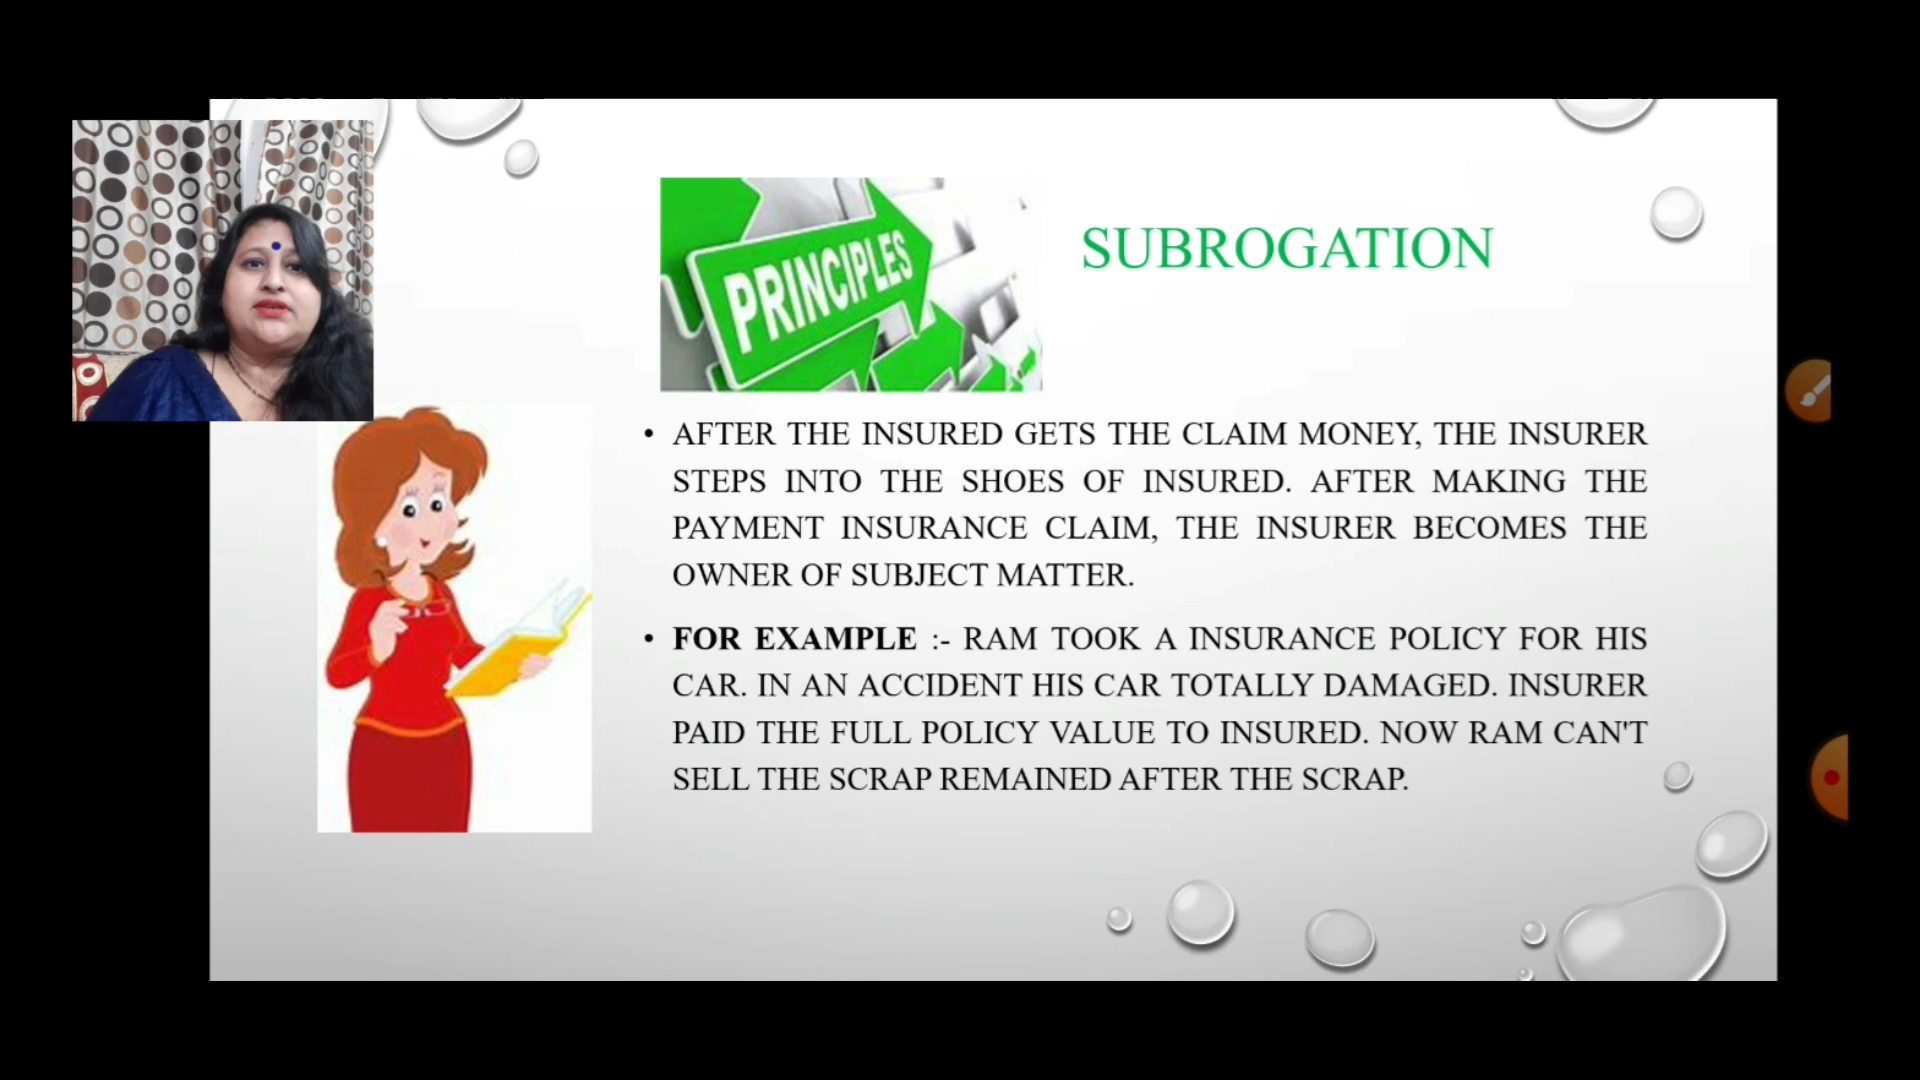 PRINCIPLES
SUBROGATION
• AFTER THE INSURED GETS THE CLAIM MONEY, THE INSURER
STEPS INTO THE SHOES OF INSURED. AFTER MAKING THE
PAYMENT INSURANCE CLAIM, THE INSURER BECOMES THE
OWNER OF SUBJECT MATTER.
• FOR EXAMPLE :- RAM TOOK A INSURANCE POLICY FOR HIS
CAR. IN AN ACCIDENT HIS CAR TOTALLY DAMAGED. INSURER
PAID THE FULL POLICY VALUE TO INSURED. NOW RAM CAN'T
SELL THE SCRAP REMAINED AFTER THE SCRAP.